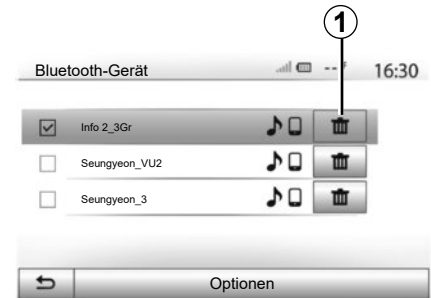 1
Bluetooth-Gerät --°F 16:30
Info 2_3Gr
Seungyeon_VU2
Seungyeon_3
Optionen